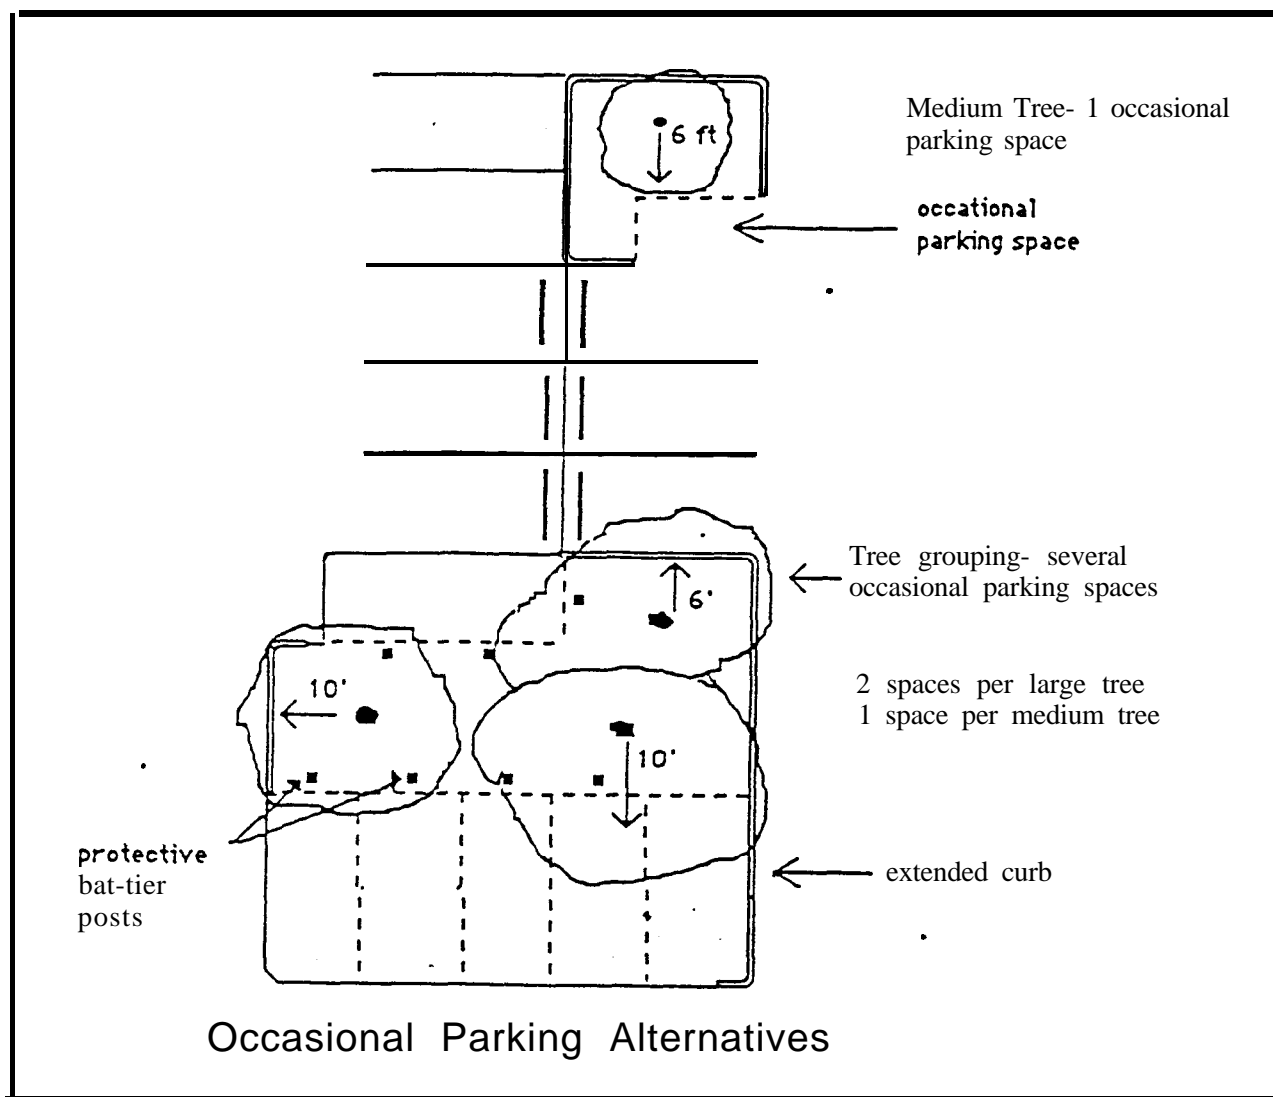 Medium Tree- 1 occasional
parking space
6 ft
occational
parking space
Tree grouping- several
occasional parking spaces
6'
2 spaces per large tree
1 space per medium tree
10'
10'
protective
bat-tier
posts
extended curb
Occasional Parking Alternatives